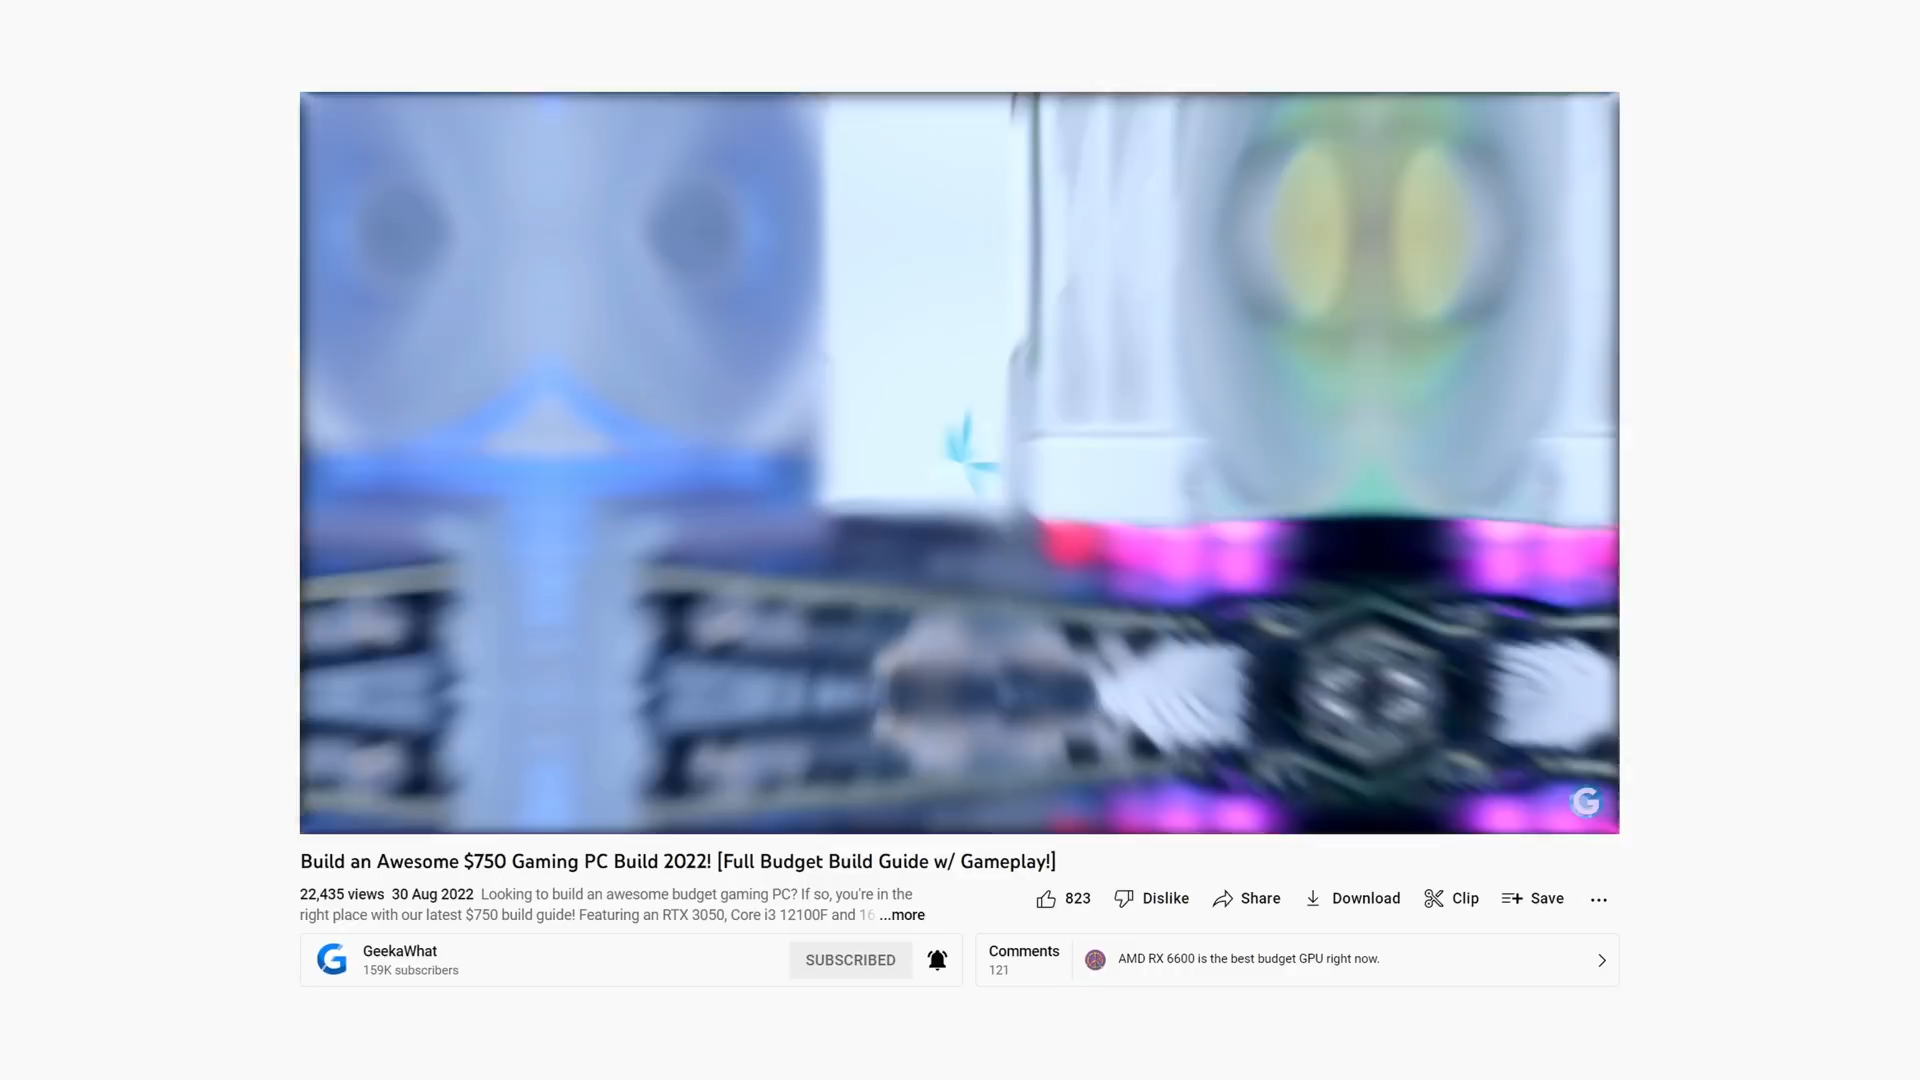 G
Build an Awesome $750 Gaming PC Build 2022! [Full Budget Build Guide w/ Gameplay!]
22,435 views 30 Aug 2022 Looking to build an awesome budget gaming PC? If so, you're in the
right place with our latest $750 build guide! Featuring an RTX 3050, Core i3 12100F and 16 ...more
823 Dislike Share Download Clip Save ...
G GeekaWhat
159K subscribers
SUBSCRIBED
Comments
121
AMD RX 6600 is the best budget GPU right now.